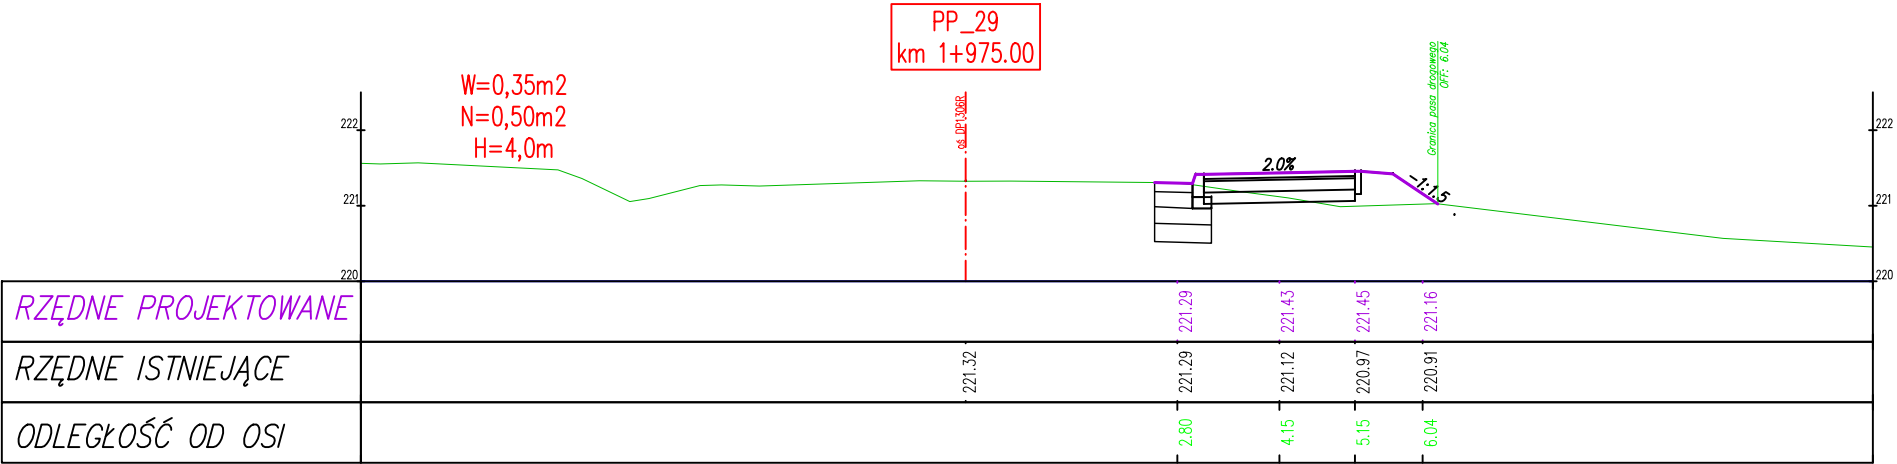 PP_29
km 1+975.00
W=0,35m2
N=0,50m2
H=4,0m
oś DP1306R
Granica pasa drogowego
OFF: 6.04
222
222
221
221
220
220
2.0%
-1:1.5
RZĘDNE PROJEKTOWANE
221.29
221.43
221.45
221.16
RZĘDNE ISTNIEJĄCE
221.32
221.29
221.12
220.97
220.91
ODLEGŁOŚĆ OD OSI
2.80
4.15
5.15
6.04